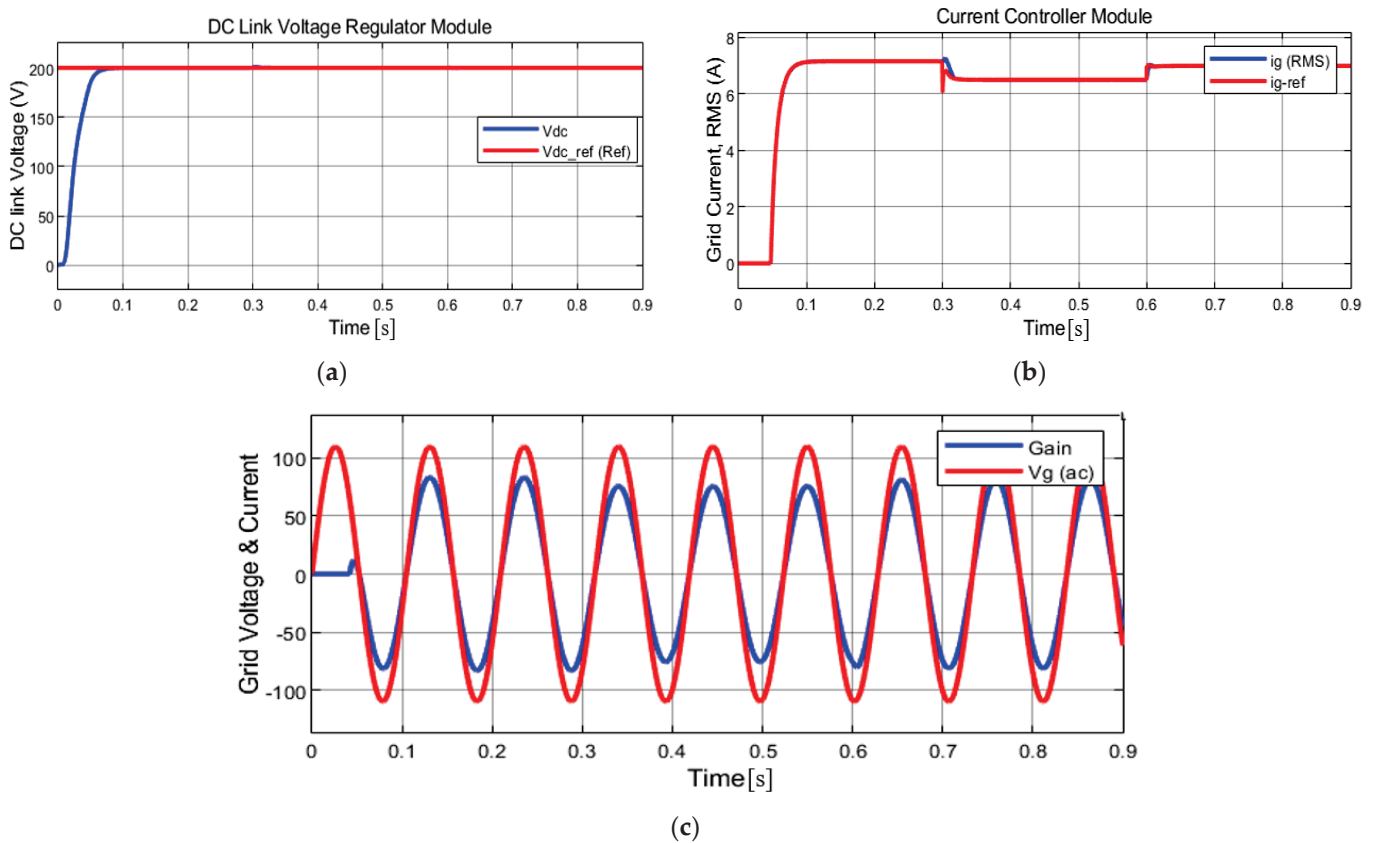 DC Link Voltage Regulator Module
DC link Voltage (V)
200
150
100
50
0
Vdc
Vdc_ref (Ref)
0 0.1 0.2 0.3 0.4 0.5 0.6 0.7 0.8 0.9
Time [s]
(a)
Current Controller Module
Grid Current, RMS (A)
8
6
4
2
0
ig (RMS)
ig-ref
0 0.1 0.2 0.3 0.4 0.5 0.6 0.7 0.8 0.9
Time [s]
(b)
Grid Voltage & Current
100
50
0
-50
-100
Gain
Vg (ac)
0 0.1 0.2 0.3 0.4 0.5 0.6 0.7 0.8 0.9
Time [s]
(c)